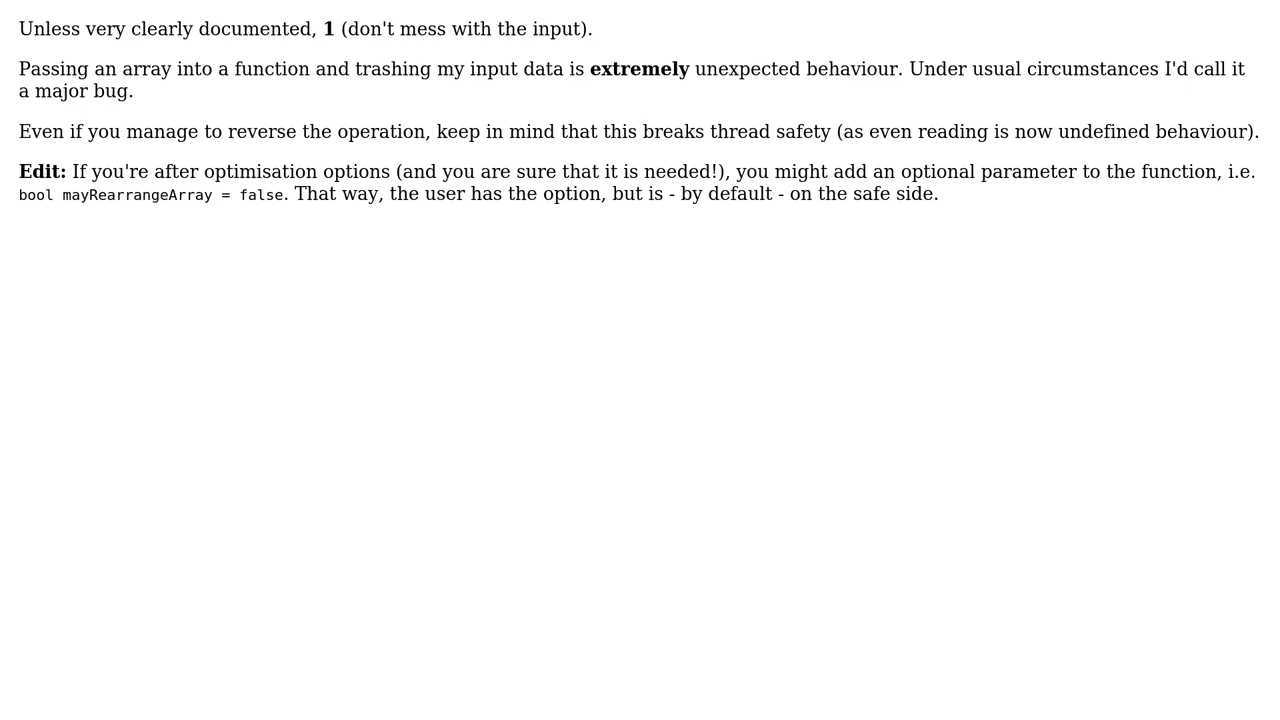 Unless very clearly documented, 1 (don't mess with the input).
Passing an array into a function and trashing my input data is extremely unexpected behaviour. Under usual circumstances I'd call it
a major bug.
Even if you manage to reverse the operation, keep in mind that this breaks thread safety (as even reading is now undefined behaviour).
Edit: If you're after optimisation options (and you are sure that it is needed!), you might add an optional parameter to the function, i.e.
bool mayRearrangeArray = false. That way, the user has the option, but is - by default - on the safe side.